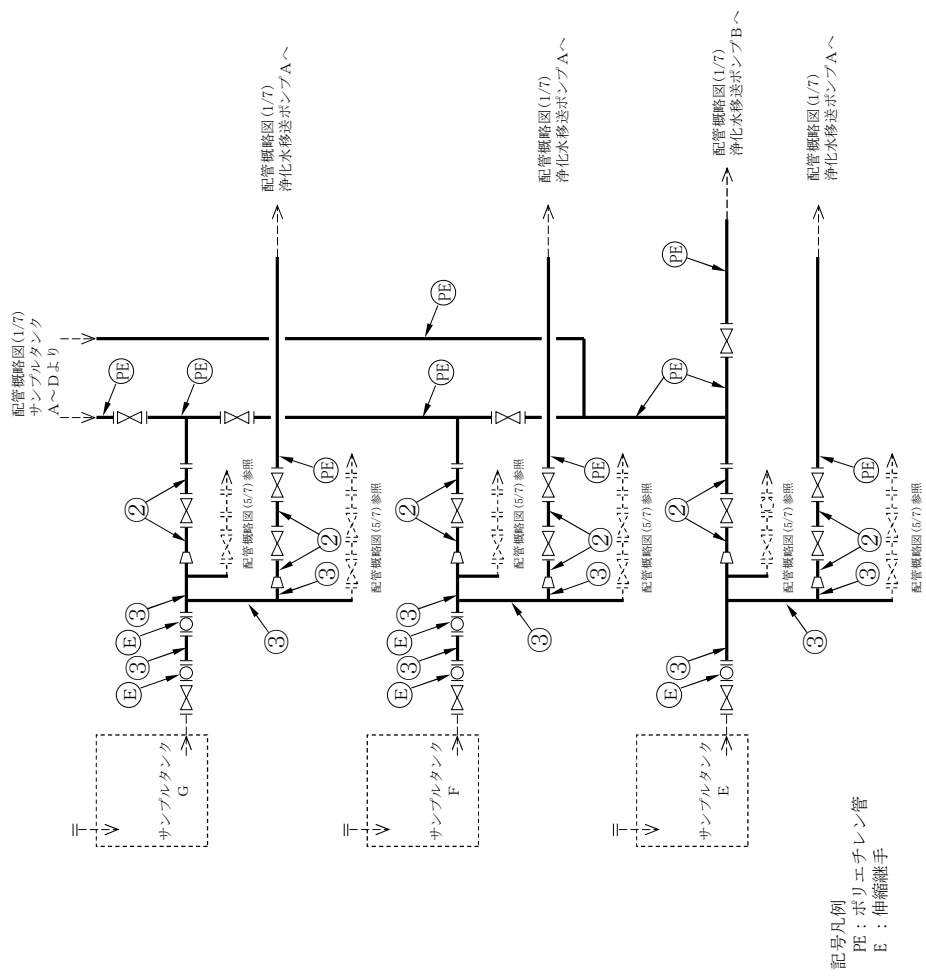 配管概略図(1/7)
サンプルタンク
A～Dより
配管概略図(1/7)
浄化水移送ポンプAへ
配管概略図(1/7)
浄化水移送ポンプAへ
配管概略図(1/7)
浄化水移送ポンプBへ
配管概略図(1/7)
浄化水移送ポンプAへ
PE
PE
PE
PE
PE
PE
PE
PE
PE
②
配管概略図(5/7)参照
②
③
配管概略図(5/7)参照
③
E
③
E
③
サンプルタンク
G
②
配管概略図(5/7)参照
②
③
配管概略図(5/7)参照
③
E
③
E
③
サンプルタンク
F
②
配管概略図(5/7)参照
②
③
配管概略図(5/7)参照
③
E
③
サンプルタンク
E
記号凡例
PE：ポリエチレン管
E：伸縮継手